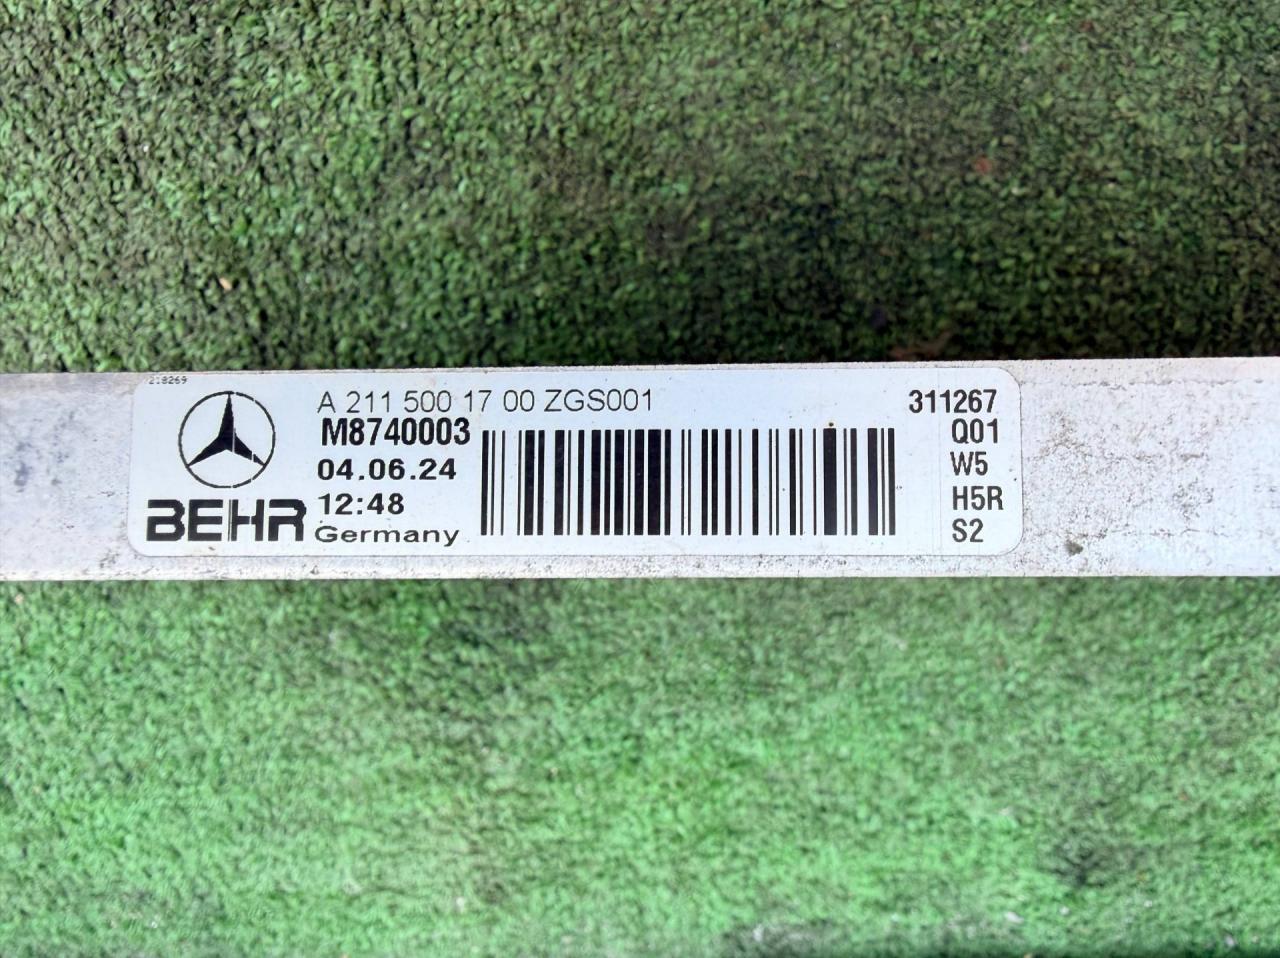 218269
A 211 500 17 00 ZGS001
M8740003
04.06.24
12:48
BEHR
Germany
311267
Q01
W5
H5R
S2